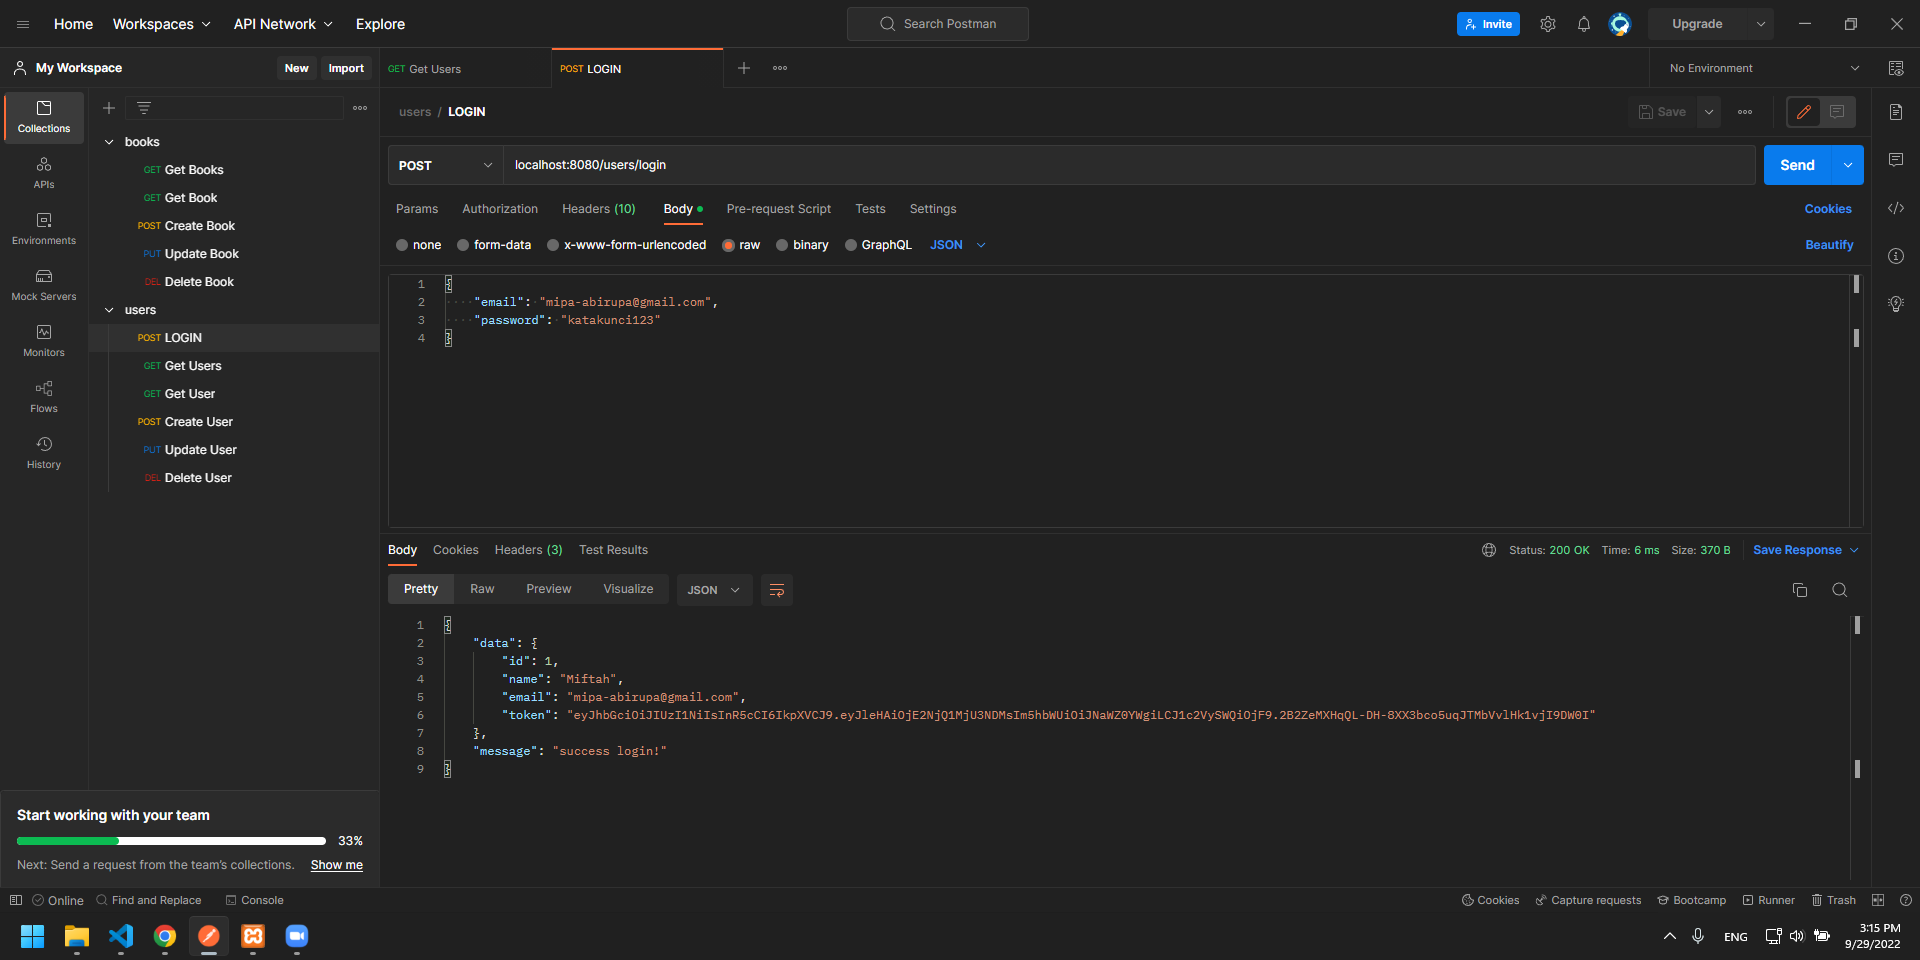 Home Workspaces API Network Explore Search Postman Invite Upgrade
My Workspace New Import GET Get Users POST LOGIN No Environment
Collections
APIs
Environments
Mock Servers
Monitors
Flows
History
books
GET Get Books
GET Get Book
POST Create Book
PUT Update Book
DEL Delete Book
users
POST LOGIN
GET Get Users
GET Get User
POST Create User
PUT Update User
DEL Delete User
Start working with your team
33%
Next: Send a request from the team's collections. Show me
users / LOGIN Save
POST localhost:8080/users/login Send
Params Authorization Headers (10) Body Pre-request Script Tests Settings Cookies
none form-data x-www-form-urlencoded raw binary GraphQL JSON Beautify
1 {
2 "email": "mipa-abirupa@gmail.com",
3 "password": "katakunci123"
4 }
Body Cookies Headers (3) Test Results Status: 200 OK Time: 6 ms Size: 370 B Save Response
Pretty Raw Preview Visualize JSON
1 {
2 "data": {
3 "id": 1,
4 "name": "Miftah",
5 "email": "mipa-abirupa@gmail.com",
6 "token": "eyJhbGciOiJIUzI1NiIsInR5cCI6IkpXVCJ9.eyJleHAiOjE2NjQ1MjU3NDMsIm5hbWUiOiJNaWZ0YWgiLCJ1c2VySWQiOjF9.2B2ZeMXHqQL-DH-8XX3bco5uqJTMbVvlHk1vjI9DW0I"
7 },
8 "message": "success login!"
9 }
Online Find and Replace Console Cookies Capture requests Bootcamp Runner Trash
ENG
3:15 PM
9/29/2022